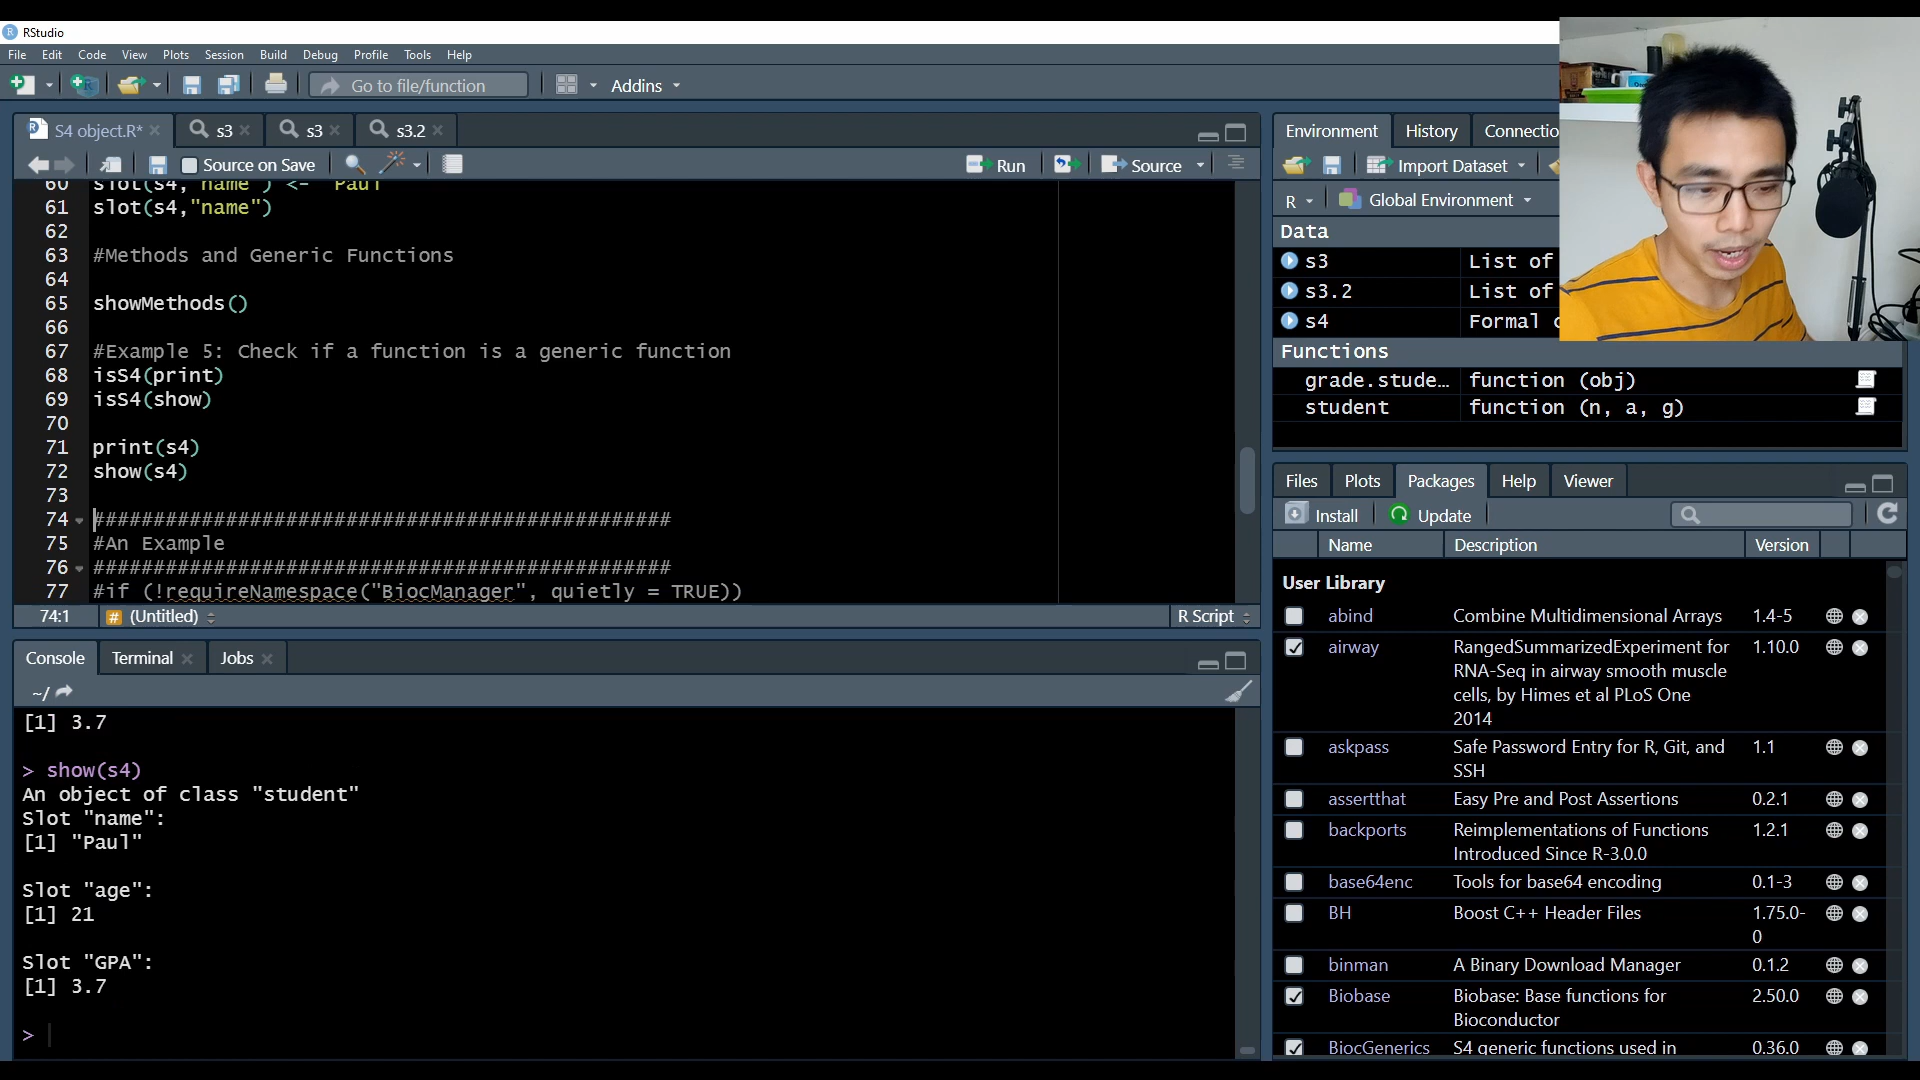 RStudio
File Edit Code View Plots Session Build Debug Profile Tools Help
Go to file/function Addins
S4 object.R* s3 s3 s3.2
Source on Save Run Source
60 slot(s4,"name") <- "Paul"
61 slot(s4,"name")
62
63 #Methods and Generic Functions
64
65 showMethods()
66
67 #Example 5: Check if a function is a generic function
68 isS4(print)
69 isS4(show)
70
71 print(s4)
72 show(s4)
73
74 ################################################
75 #An Example
76 ################################################
77 #if (!requireNamespace("BiocManager", quietly = TRUE))
74:1 # (Untitled) R Script
Console Terminal Jobs
~/
[1] 3.7
> show(s4)
An object of class "student"
Slot "name":
[1] "Paul"
Slot "age":
[1] 21
Slot "GPA":
[1] 3.7
>
Environment History Connectio
Import Dataset
R Global Environment
Data
s3 List of
s3.2 List of
s4 Formal
Functions
grade.stude… function (obj)
student function (n, a, g)
Files Plots Packages Help Viewer
Install Update
Name Description Version
User Library
abind Combine Multidimensional Arrays 1.4-5
airway RangedSummarizedExperiment for 1.10.0
RNA-Seq in airway smooth muscle
cells, by Himes et al PLoS One
2014
askpass Safe Password Entry for R, Git, and 1.1
SSH
assertthat Easy Pre and Post Assertions 0.2.1
backports Reimplementations of Functions 1.2.1
Introduced Since R-3.0.0
base64enc Tools for base64 encoding 0.1-3
BH Boost C++ Header Files 1.75.0-
0
binman A Binary Download Manager 0.1.2
Biobase Biobase: Base functions for 2.50.0
Bioconductor
BiocGenerics S4 generic functions used in 0.36.0